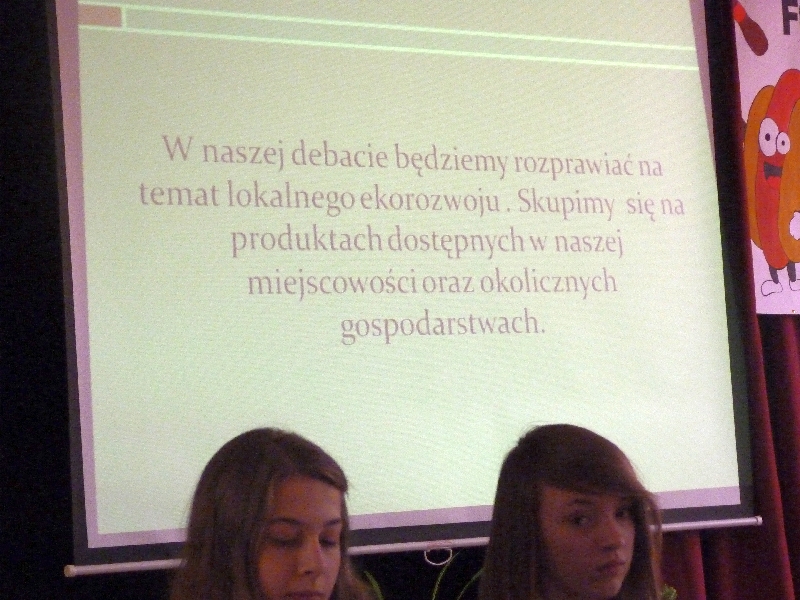 W naszej debacie będziemy rozprawiać na
temat lokalnego ekorozwoju . Skupimy się na
produktach dostępnych w naszej
miejscowości oraz okolicznych
gospodarstwach.